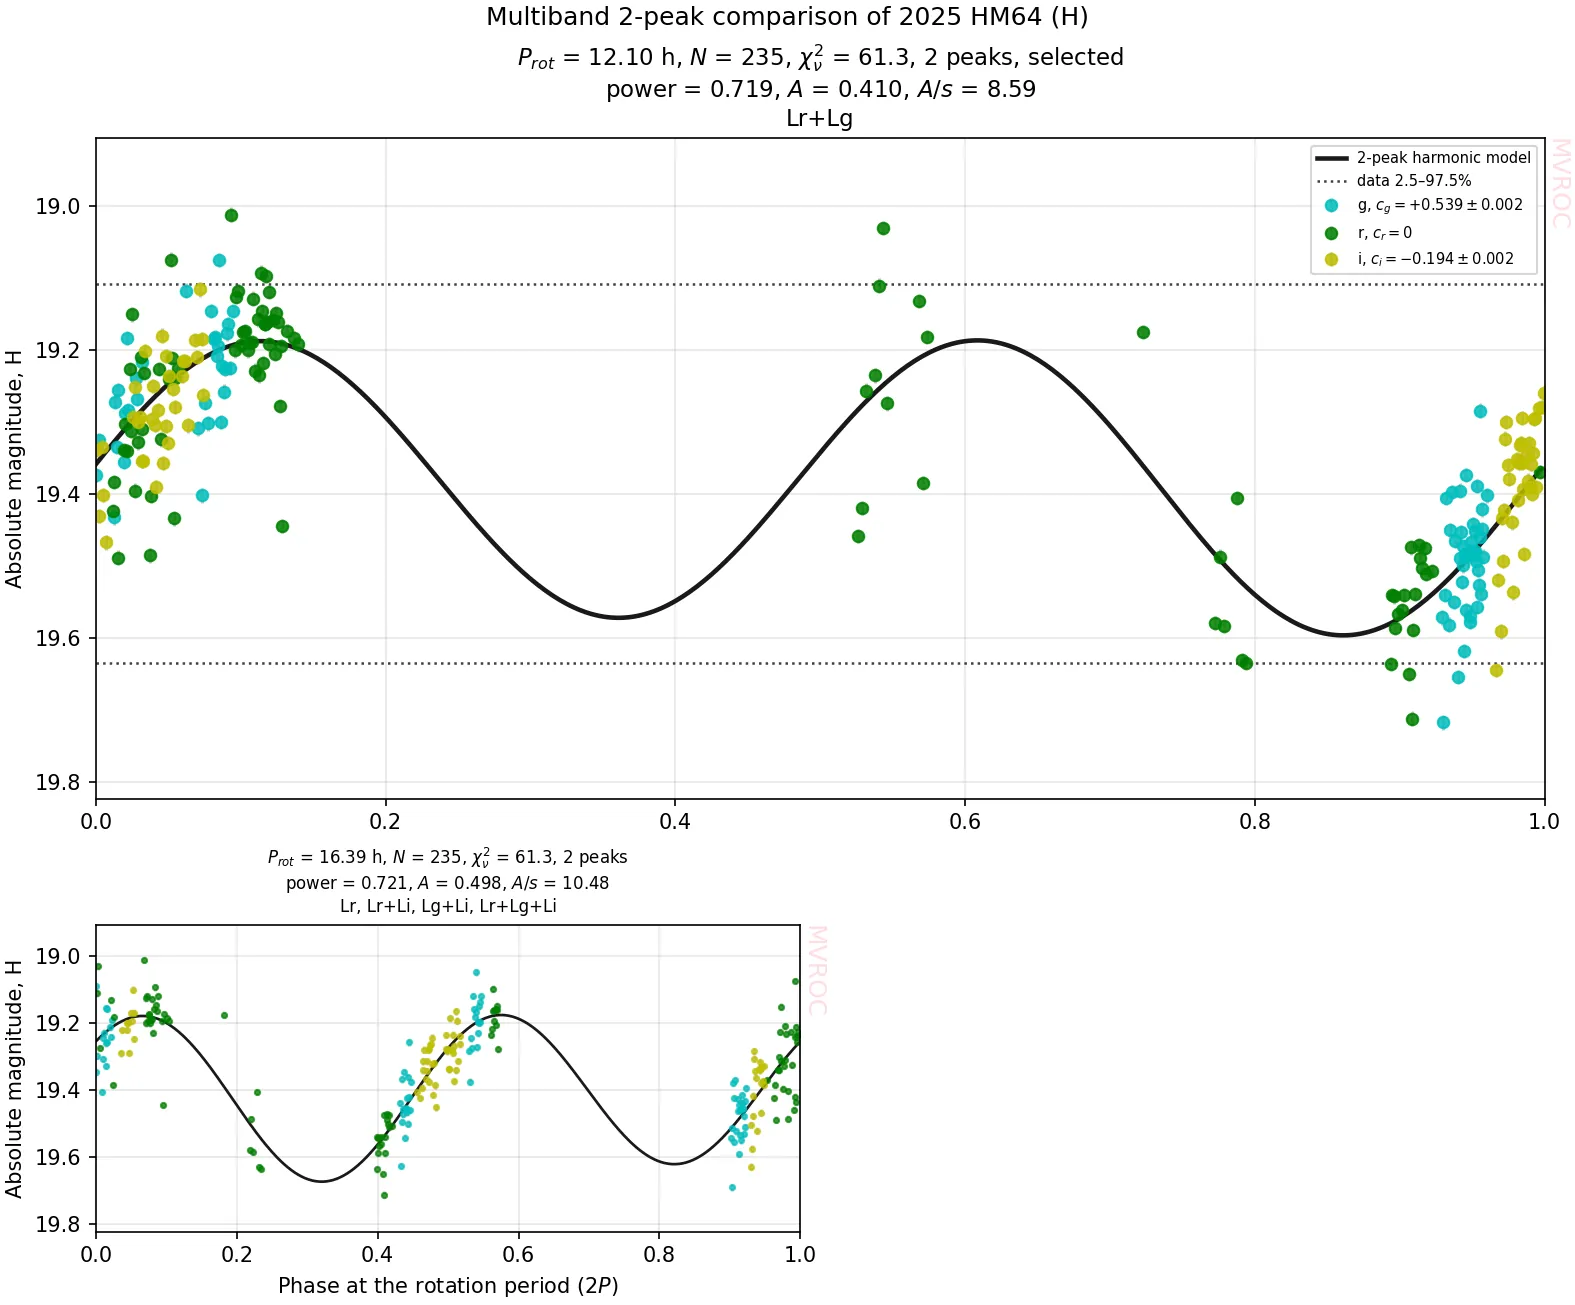 Multiband 2-peak comparison of 2025 HM64 (H)
P_rot = 12.10 h, N = 235, χ²_ν = 61.3, 2 peaks, selected
power = 0.719, A = 0.410, A/s = 8.59
Lr+Lg
2-peak harmonic model
data 2.5–97.5%
g, c_g = +0.539 ± 0.002
r, c_r = 0
i, c_i = −0.194 ± 0.002
MVROC
Absolute magnitude, H
19.0
19.2
19.4
19.6
19.8
0.0 0.2 0.4 0.6 0.8 1.0
P_rot = 16.39 h, N = 235, χ²_ν = 61.3, 2 peaks
power = 0.721, A = 0.498, A/s = 10.48
Lr, Lr+Li, Lg+Li, Lr+Lg+Li
MVROC
Absolute magnitude, H
19.0
19.2
19.4
19.6
19.8
0.0 0.2 0.4 0.6 0.8 1.0
Phase at the rotation period (2P)